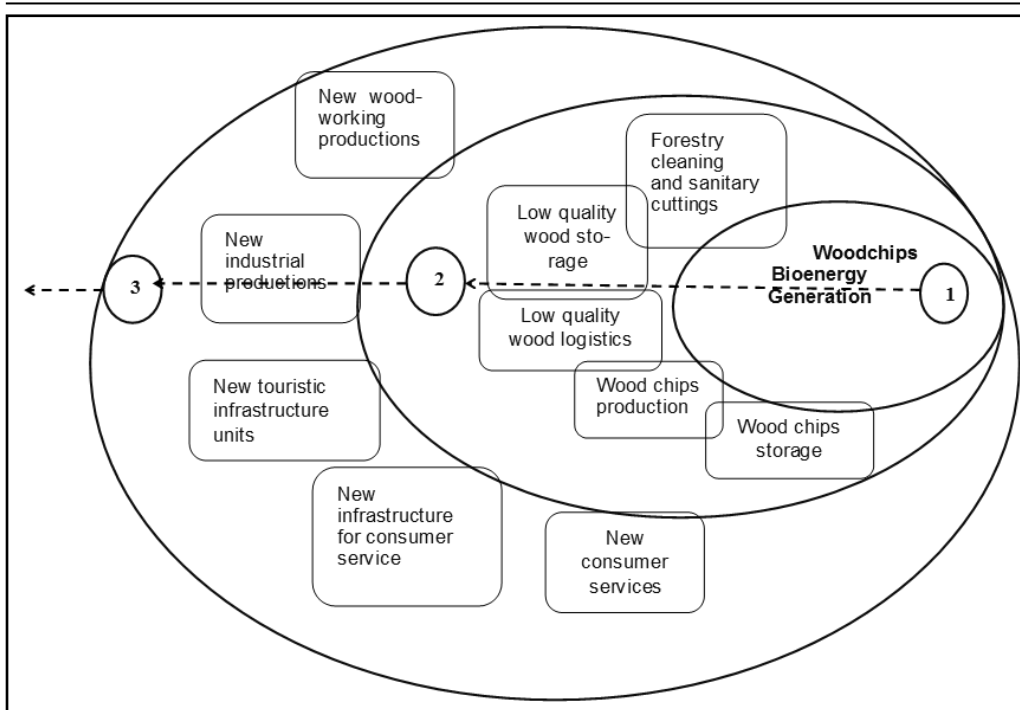 New wood-
working
productions
Forestry
cleaning
and sanitary
cuttings
Low quality
wood sto-
rage
New
industrial
productions
Woodchips
Bioenergy
Generation
3
2
1
Low quality
wood logistics
New touristic
infrastructure
units
Wood chips
production
Wood chips
storage
New
infrastructure
for consumer
service
New
consumer
services